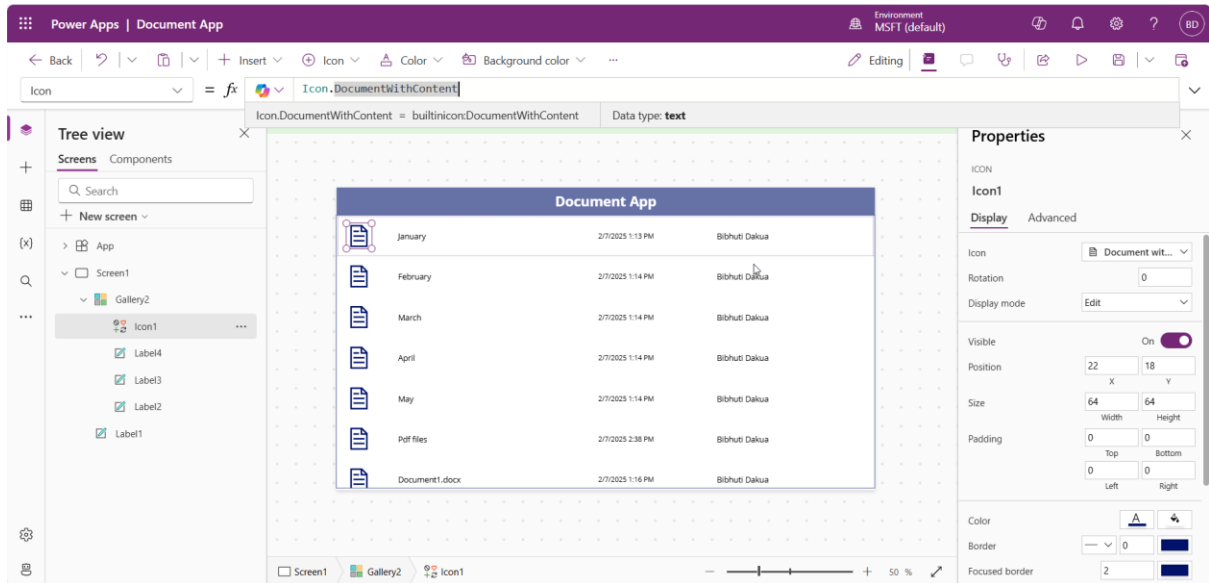 Power Apps | Document App
Environment
MSFT (default)
BD
Back
Insert
Icon
Color
Background color
...
Editing
Icon
= fx
Icon.DocumentWithContent
Icon.DocumentWithContent = builtinicon:DocumentWithContent
Data type: text
Tree view
Screens Components
Search
New screen
App
Screen1
Gallery2
Icon1
...
Label4
Label3
Label2
Label1
Document App
January 2/7/2025 1:13 PM Bibhuti Dakua
February 2/7/2025 1:14 PM Bibhuti Dakua
March 2/7/2025 1:14 PM Bibhuti Dakua
April 2/7/2025 1:14 PM Bibhuti Dakua
May 2/7/2025 1:14 PM Bibhuti Dakua
Pdf files 2/7/2025 2:38 PM Bibhuti Dakua
Document1.docx 2/7/2025 1:16 PM Bibhuti Dakua
Screen1 Gallery2 Icon1
50 %
Properties
ICON
Icon1
Display Advanced
Icon Document wit...
Rotation 0
Display mode Edit
Visible On
Position 22 18
X Y
Size 64 64
Width Height
Padding 0 0
Top Bottom
0 0
Left Right
Color A
Border 0
Focused border 2